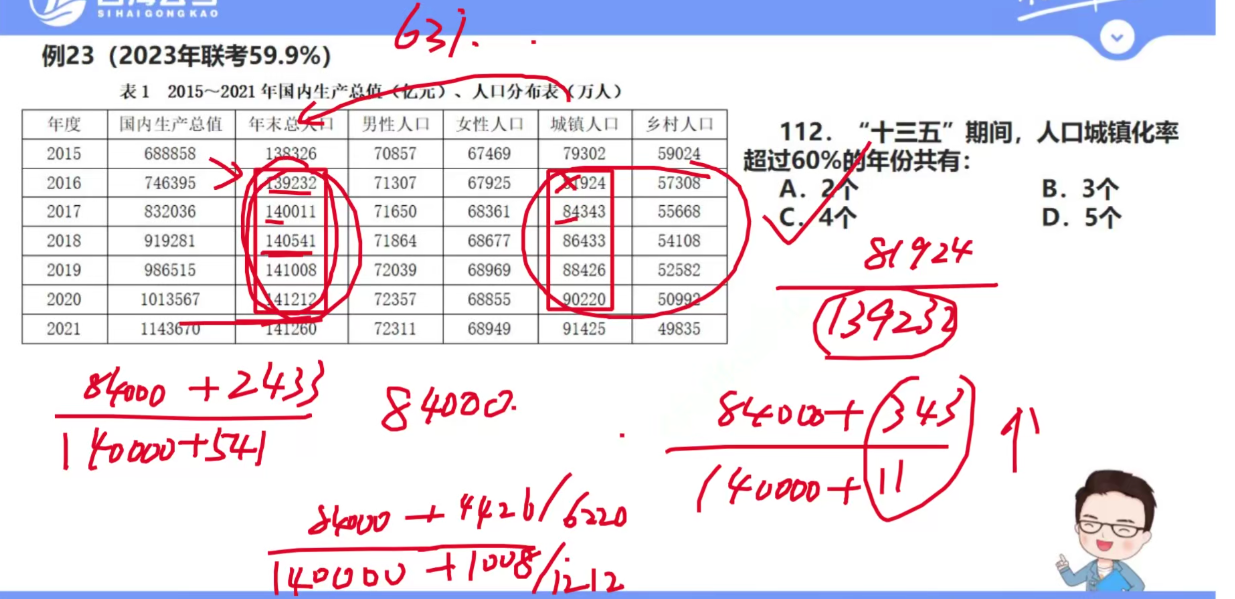 SIHAIGONGKAO
631.
例23（2023年联考59.9%）
表1 2015～2021年国内生产总值（亿元）、人口分布表（万人）
年度 国内生产总值 年末总人口 男性人口 女性人口 城镇人口 乡村人口
2015 688858 138326 70857 67469 79302 59024
2016 746395 139232 71307 67925 81924 57308
2017 832036 140011 71650 68361 84343 55668
2018 919281 140541 71864 68677 86433 54108
2019 986515 141008 72039 68969 88426 52582
2020 1013567 141212 72357 68855 90220 50992
2021 1143670 141260 72311 68949 91425 49835
112. “十三五”期间，人口城镇化率
超过60%的年份共有：
A. 2个 B. 3个
C. 4个 D. 5个
81924
139232
84000+2433
140000+541
84000.
84000+343
140000+11
84000+4426/6220
140000+1008/1212